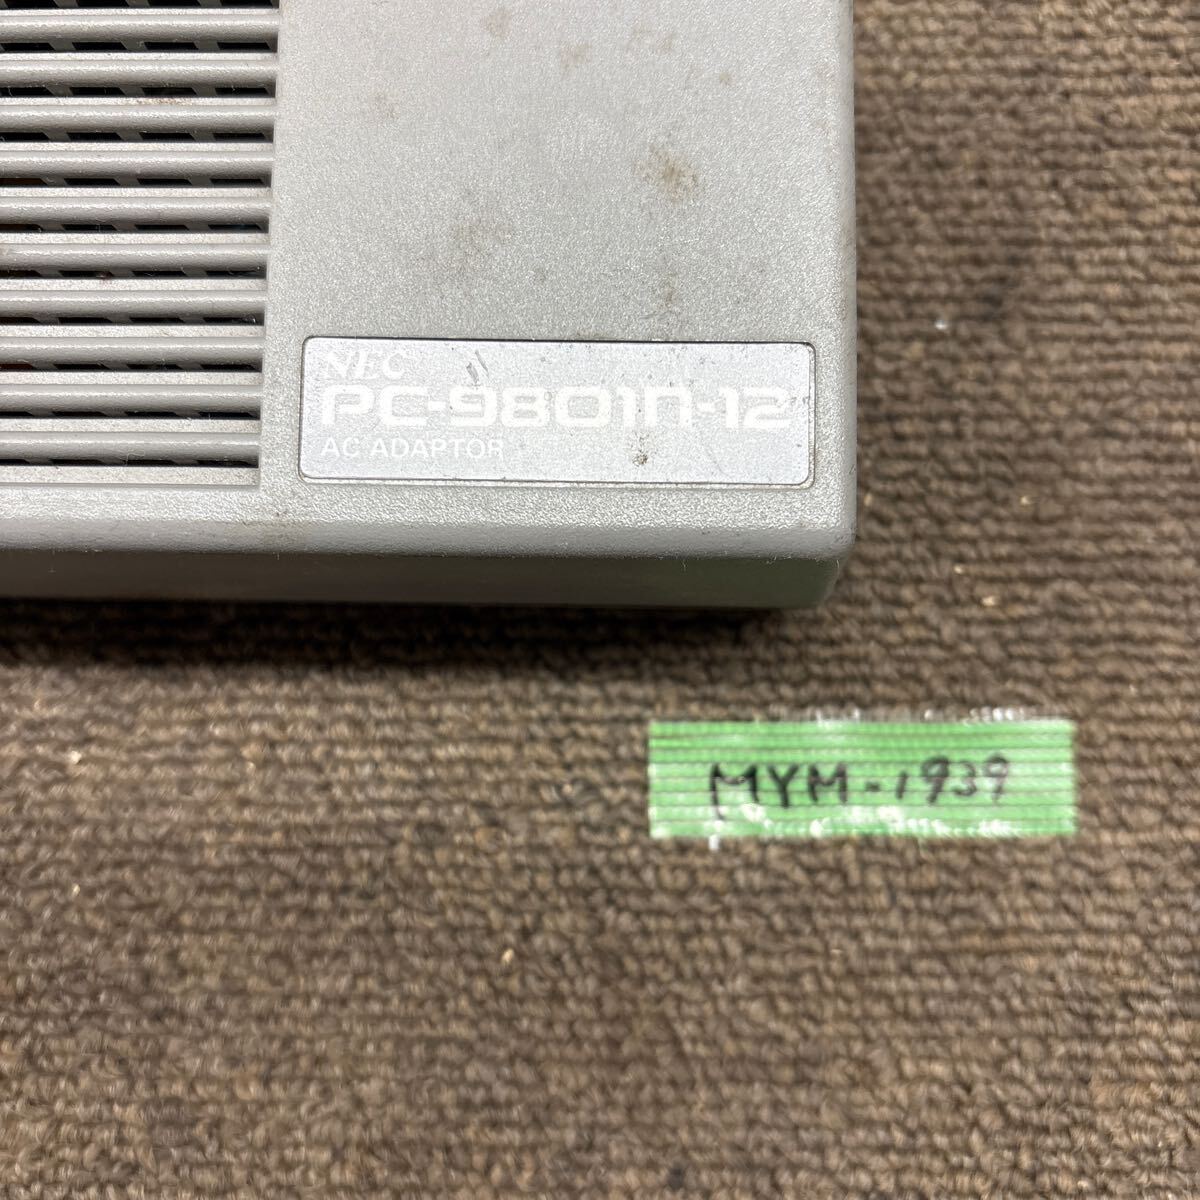 NEC
PC-9801n-12
AC ADAPTOR
MYM-1939